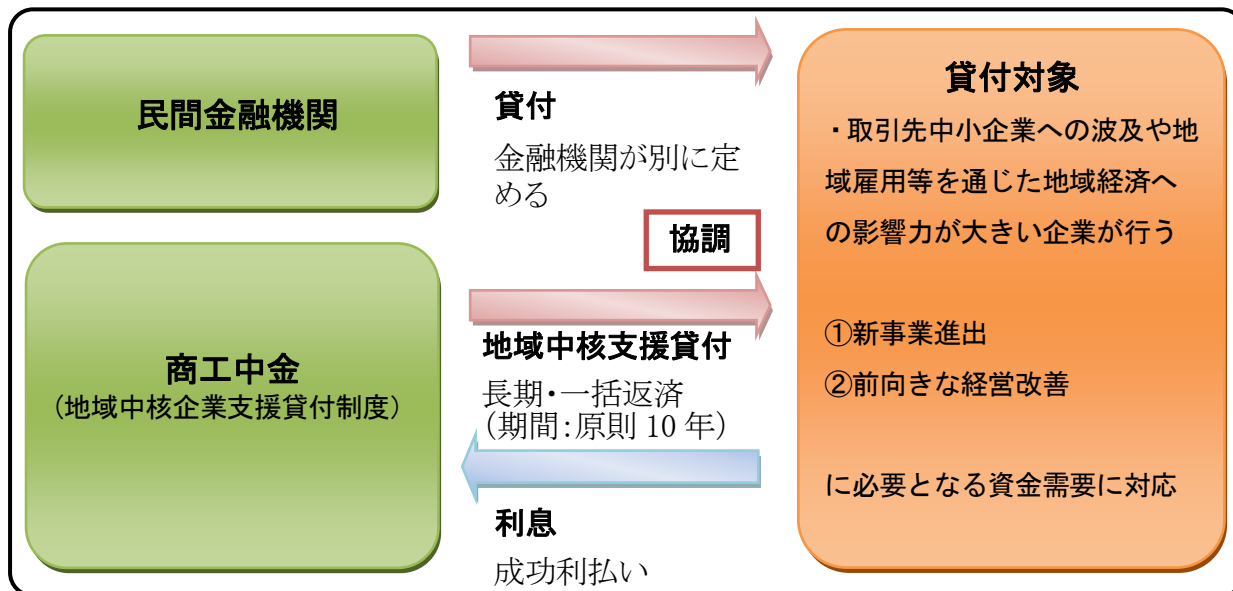 民間金融機関
貸付
金融機関が別に定
める
協調
商工中金
（地域中核企業支援貸付制度）
地域中核支援貸付
長期・一括返済
（期間：原則 10 年）
利息
成功利払い
貸付対象
・取引先中小企業への波及や地
域雇用等を通じた地域経済へ
の影響力が大きい企業が行う
①新事業進出
②前向きな経営改善
に必要となる資金需要に対応